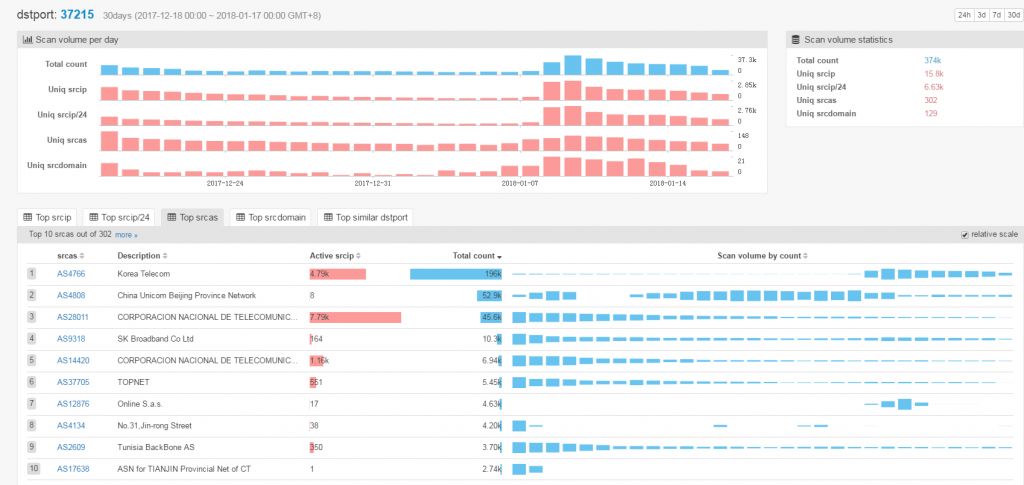 dstport: 37215 30days (2017-12-18 00:00 ~ 2018-01-17 00:00 GMT+8) 24h 3d 7d 30d
Scan volume per day
Total count 37.3k 0
Uniq srcip 2.85k 0
Uniq srcip/24 2.76k 0
Uniq srcas 148 0
Uniq srcdomain 21 0
2017-12-24 2017-12-31 2018-01-07 2018-01-14
Scan volume statistics
Total count 374k
Uniq srcip 15.8k
Uniq srcip/24 6.63k
Uniq srcas 302
Uniq srcdomain 129
Top srcip Top srcip/24 Top srcas Top srcdomain Top similar dstport
Top 10 srcas out of 302 more » relative scale
srcas Description Active srcip Total count Scan volume by count
1 AS4766 Korea Telecom 4.79k 196k
2 AS4808 China Unicom Beijing Province Network 8 52.9k
3 AS28011 CORPORACION NACIONAL DE TELECOMUNIC... 7.79k 45.6k
4 AS9318 SK Broadband Co Ltd 164 10.3k
5 AS14420 CORPORACION NACIONAL DE TELECOMUNIC... 1.16k 6.94k
6 AS37705 TOPNET 551 5.45k
7 AS12876 Online S.a.s. 17 4.63k
8 AS4134 No.31,Jin-rong Street 38 4.20k
9 AS2609 Tunisia BackBone AS 350 3.70k
10 AS17638 ASN for TIANJIN Provincial Net of CT 1 2.74k